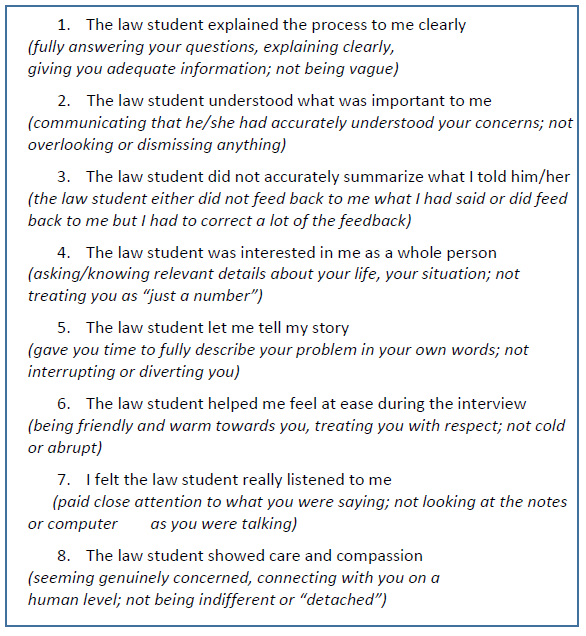 1. The law student explained the process to me clearly
(fully answering your questions, explaining clearly,
giving you adequate information; not being vague)
2. The law student understood what was important to me
(communicating that he/she had accurately understood your concerns; not
overlooking or dismissing anything)
3. The law student did not accurately summarize what I told him/her
(the law student either did not feed back to me what I had said or did feed
back to me but I had to correct a lot of the feedback)
4. The law student was interested in me as a whole person
(asking/knowing relevant details about your life, your situation; not
treating you as “just a number”)
5. The law student let me tell my story
(gave you time to fully describe your problem in your own words; not
interrupting or diverting you)
6. The law student helped me feel at ease during the interview
(being friendly and warm towards you, treating you with respect; not cold
or abrupt)
7. I felt the law student really listened to me
(paid close attention to what you were saying; not looking at the notes
or computer as you were talking)
8. The law student showed care and compassion
(seeming genuinely concerned, connecting with you on a
human level; not being indifferent or “detached”)